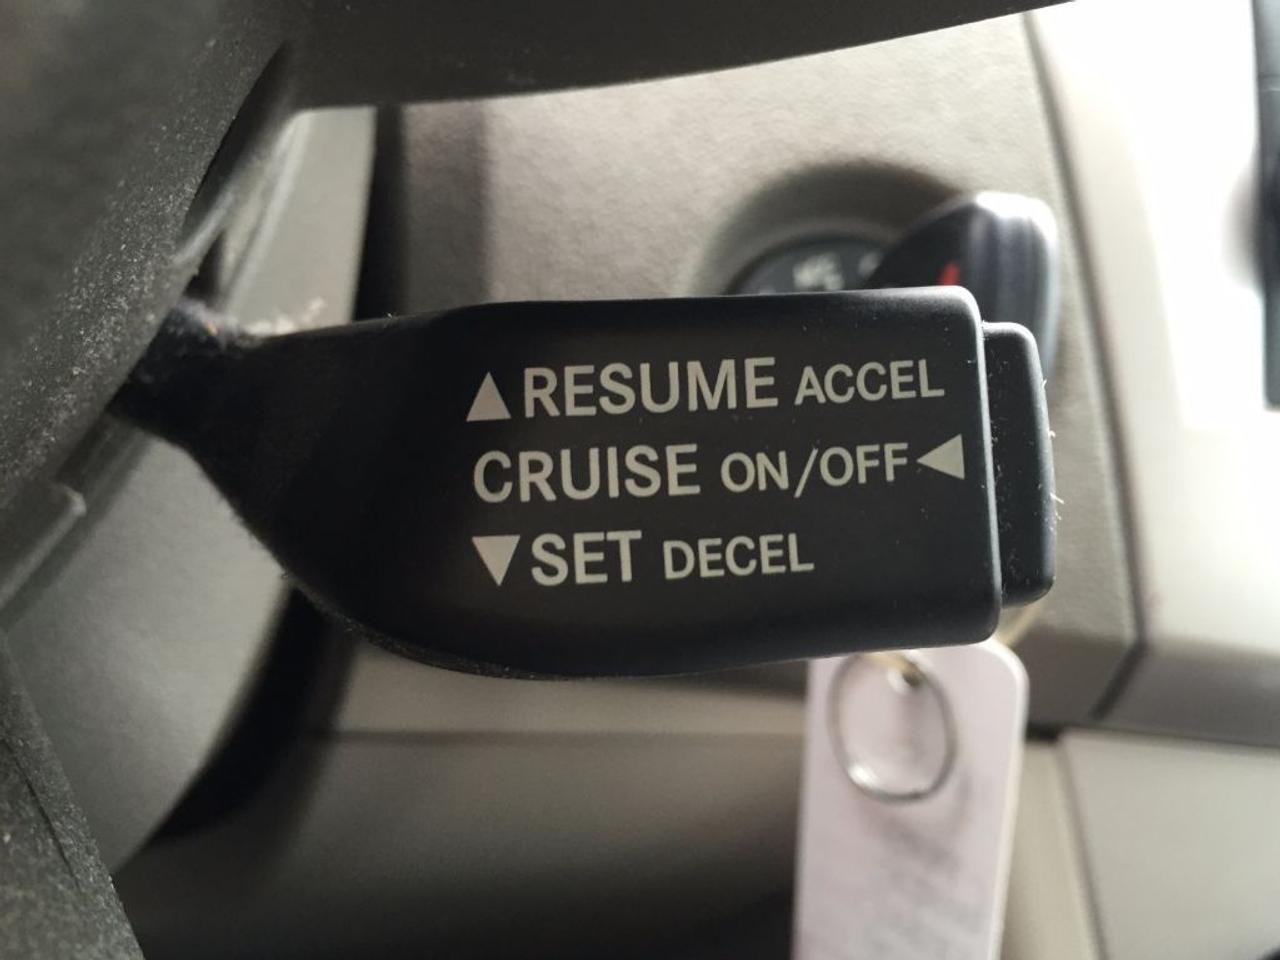 ▲RESUME ACCEL
CRUISE ON/OFF◀
▼SET DECEL